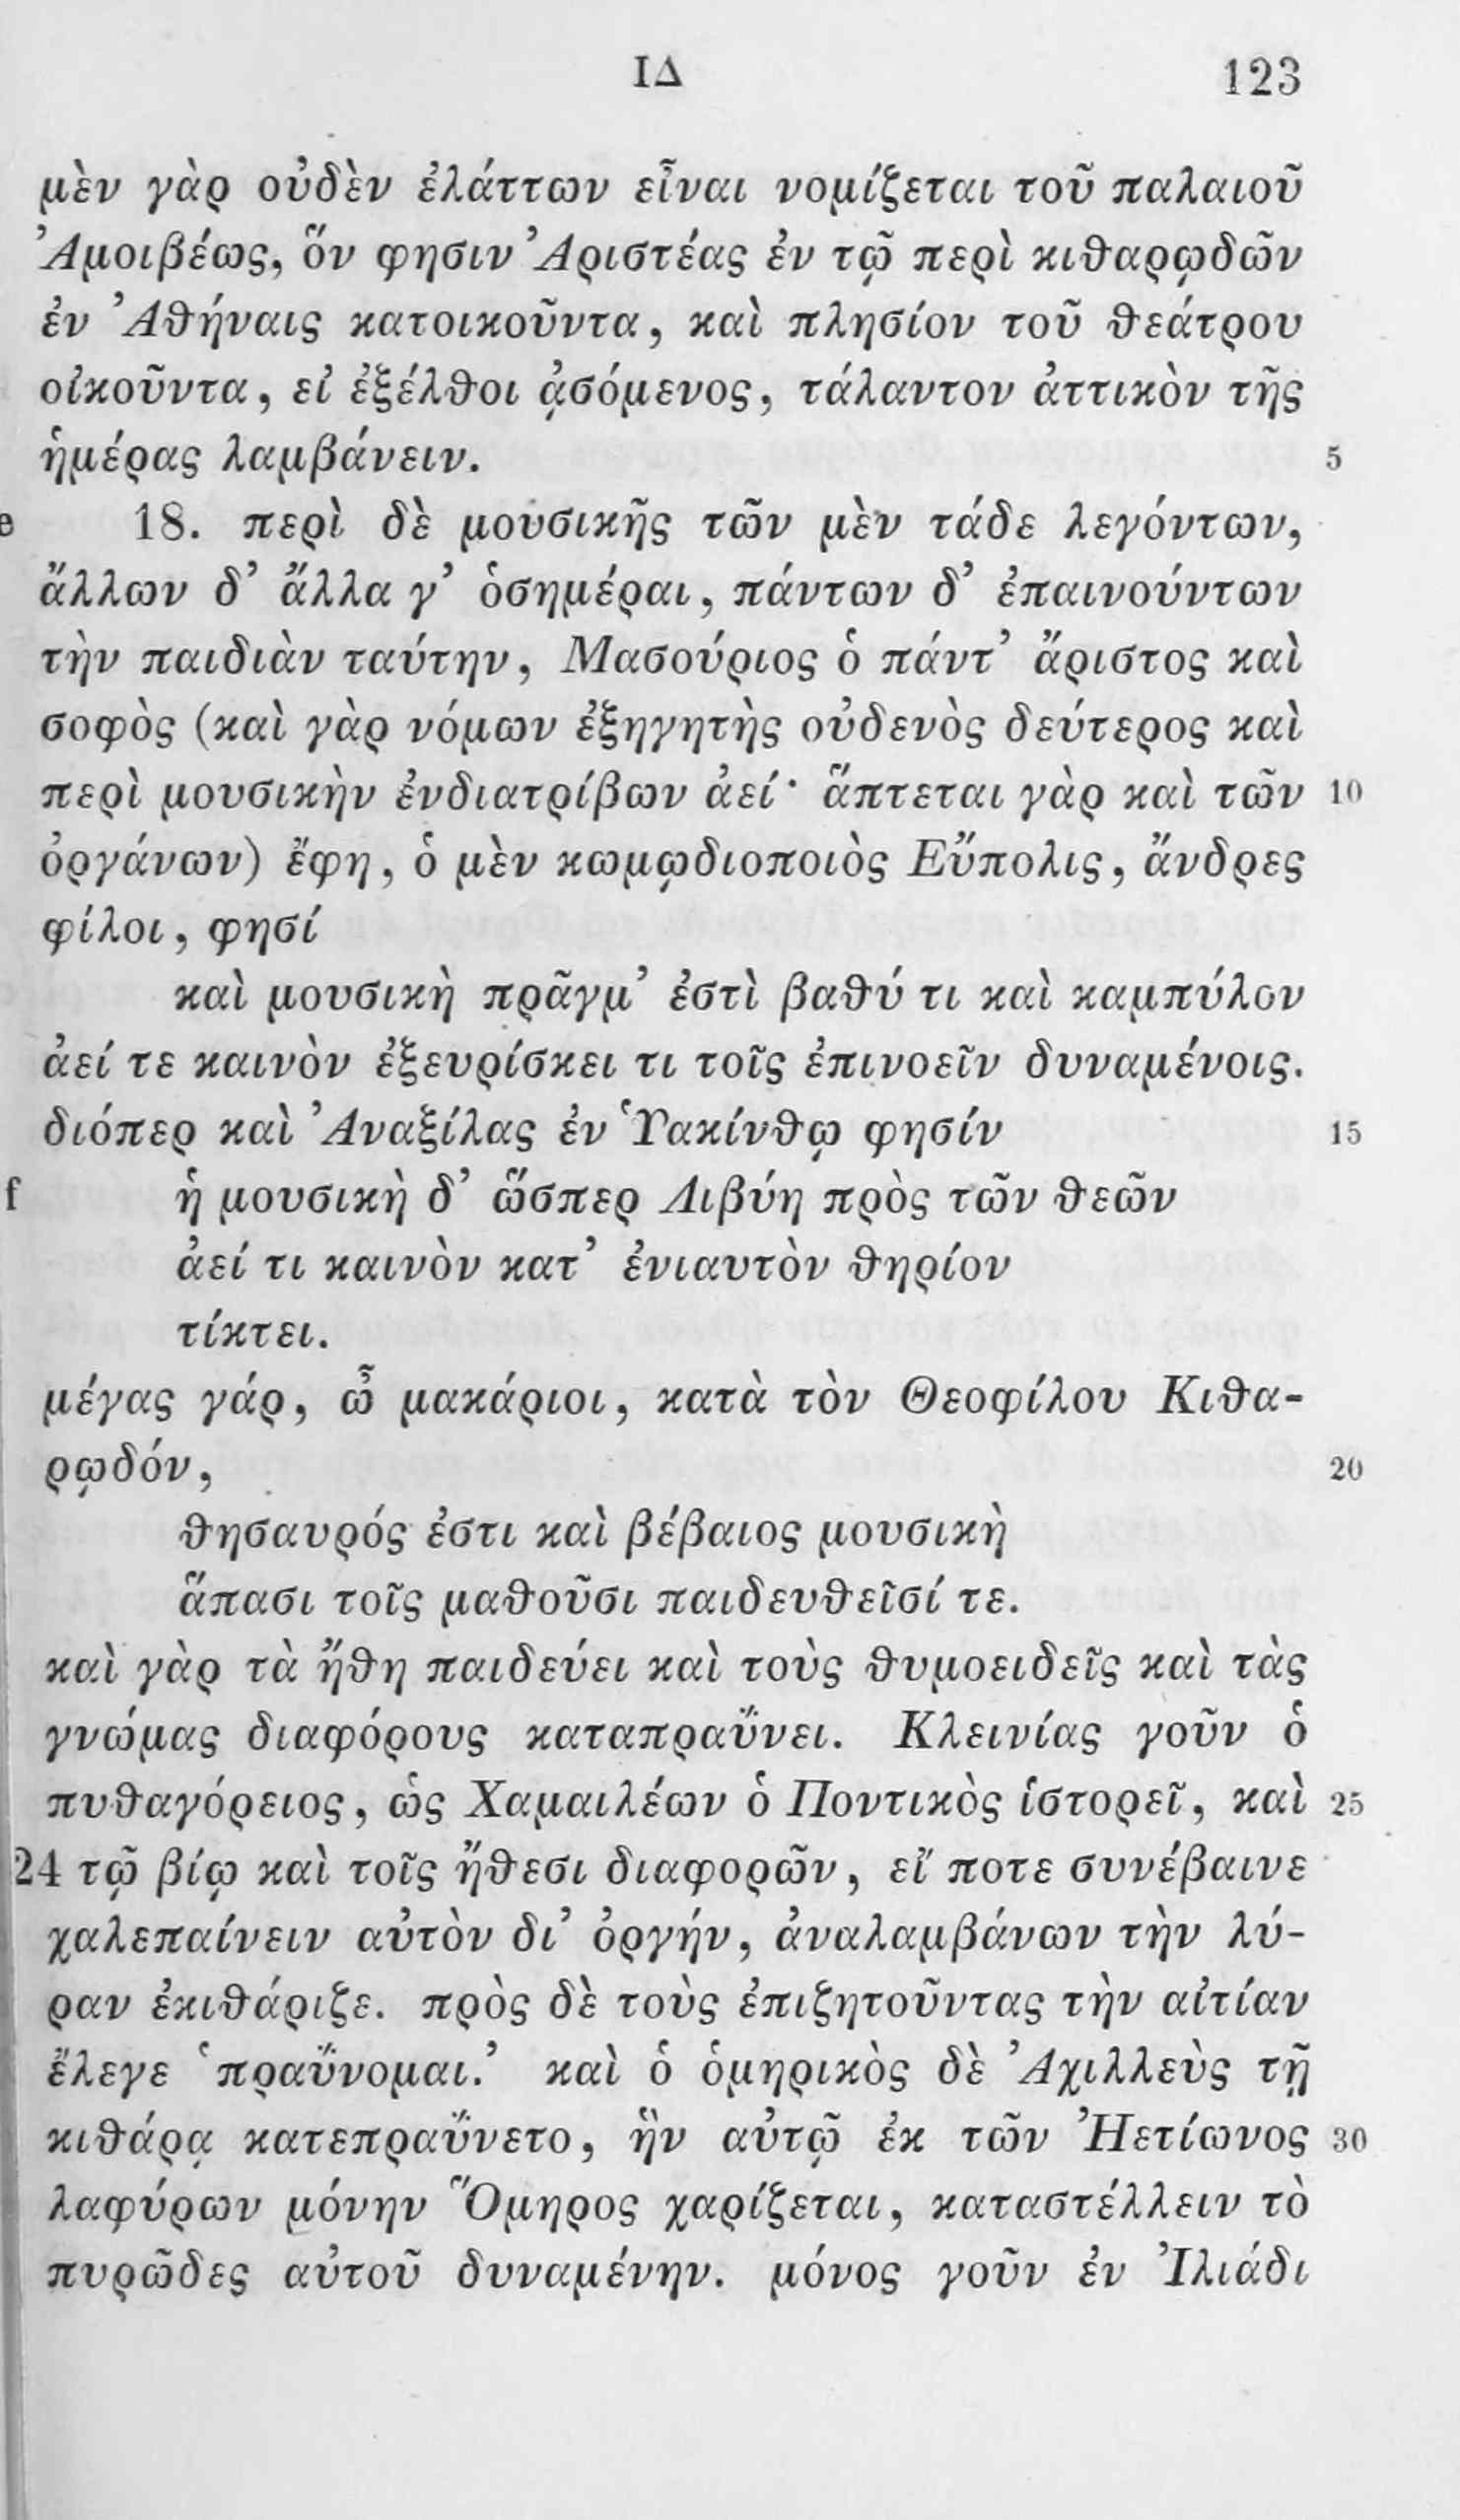 ΙΔ 123
μὲν γὰρ οὐδὲν ἐλάττων εἶναι νομίζεται τοῦ παλαιοῦ
Ἀμοιβέως, ὅν φησιν Ἀριστέας ἐν τῷ περὶ κιθαρῳδῶν
ἐν Ἀθήναις κατοικοῦντα, καὶ πλησίον τοῦ θεάτρου
οἰκοῦντα, εἰ ἐξέλθοι ᾀσόμενος, τάλαντον ἀττικὸν τῆς
ἡμέρας λαμβάνειν. 5
e 18. περὶ δὲ μουσικῆς τῶν μὲν τάδε λεγόντων,
ἄλλων δ’ ἄλλα γ’ ὁσημέραι, πάντων δ’ ἐπαινούντων
τὴν παιδιὰν ταύτην, Μασούριος ὁ πάντ’ ἄριστος καὶ
σοφὸς (καὶ γὰρ νόμων ἐξηγητὴς οὐδενὸς δεύτερος καὶ
περὶ μουσικὴν ἐνδιατρίβων ἀεί· ἅπτεται γὰρ καὶ τῶν 10
ὀργάνων) ἔφη, ὁ μὲν κωμῳδιοποιὸς Εὔπολις, ἄνδρες
φίλοι, φησί
καὶ μουσικὴ πρᾶγμ’ ἐστὶ βαθύ τι καὶ καμπύλον
ἀεί τε καινὸν ἐξευρίσκει τι τοῖς ἐπινοεῖν δυναμένοις.
διόπερ καὶ Ἀναξίλας ἐν Ὑακίνθῳ φησίν 15
f ἡ μουσικὴ δ’ ὥσπερ Λιβύη πρὸς τῶν θεῶν
ἀεί τι καινὸν κατ’ ἐνιαυτὸν θηρίον
τίκτει.
μέγας γάρ, ὦ μακάριοι, κατὰ τὸν Θεοφίλου Κιθα-
ρῳδόν, 20
θησαυρός ἐστι καὶ βέβαιος μουσικὴ
ἅπασι τοῖς μαθοῦσι παιδευθεῖσί τε.
καὶ γὰρ τὰ ἤθη παιδεύει καὶ τοὺς θυμοειδεῖς καὶ τὰς
γνώμας διαφόρους καταπραΰνει. Κλεινίας γοῦν ὁ
πυθαγόρειος, ὡς Χαμαιλέων ὁ Ποντικὸς ἱστορεῖ, καὶ 25
24 τῷ βίῳ καὶ τοῖς ἤθεσι διαφορῶν, εἴ ποτε συνέβαινε
χαλεπαίνειν αὐτὸν δι’ ὀργήν, ἀναλαμβάνων τὴν λύ-
ραν ἐκιθάριζε. πρὸς δὲ τοὺς ἐπιζητοῦντας τὴν αἰτίαν
ἔλεγε ‘πραΰνομαι.’ καὶ ὁ ὁμηρικὸς δὲ Ἀχιλλεὺς τῇ
κιθάρᾳ κατεπραΰνετο, ἣν αὐτῷ ἐκ τῶν Ἠετίωνος 30
λαφύρων μόνην Ὅμηρος χαρίζεται, καταστέλλειν τὸ
πυρῶδες αὐτοῦ δυναμένην. μόνος γοῦν ἐν Ἰλιάδι